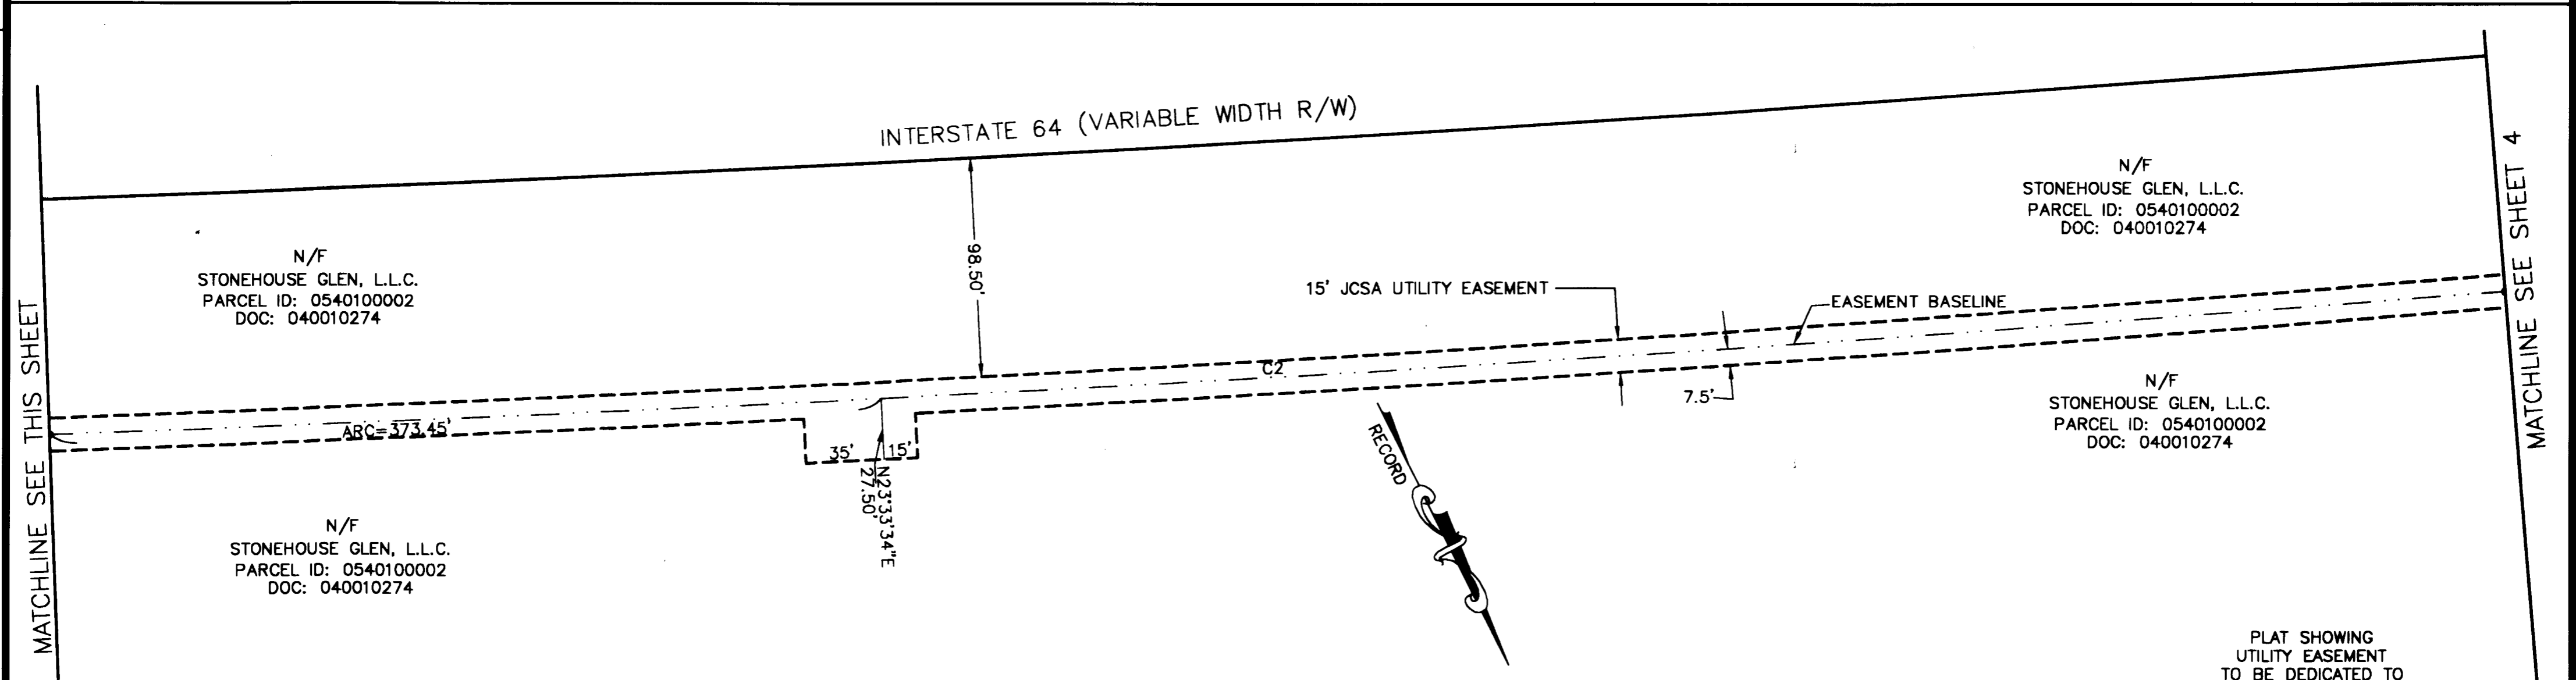 INTERSTATE 64 (VARIABLE WIDTH R/W)
MATCHLINE SEE THIS SHEET
N/F
STONEHOUSE GLEN, L.L.C.
PARCEL ID: 0540100002
DOC: 040010274
98.50'
15' JCSA UTILITY EASEMENT
EASEMENT BASELINE
N/F
STONEHOUSE GLEN, L.L.C.
PARCEL ID: 0540100002
DOC: 040010274
MATCHLINE SEE SHEET 4
C2
7.5'
ARC=373.45'
35'
15'
N23°33'34"E
27.50'
RECORD
N/F
STONEHOUSE GLEN, L.L.C.
PARCEL ID: 0540100002
DOC: 040010274
N/F
STONEHOUSE GLEN, L.L.C.
PARCEL ID: 0540100002
DOC: 040010274
PLAT SHOWING
UTILITY EASEMENT
TO BE DEDICATED TO